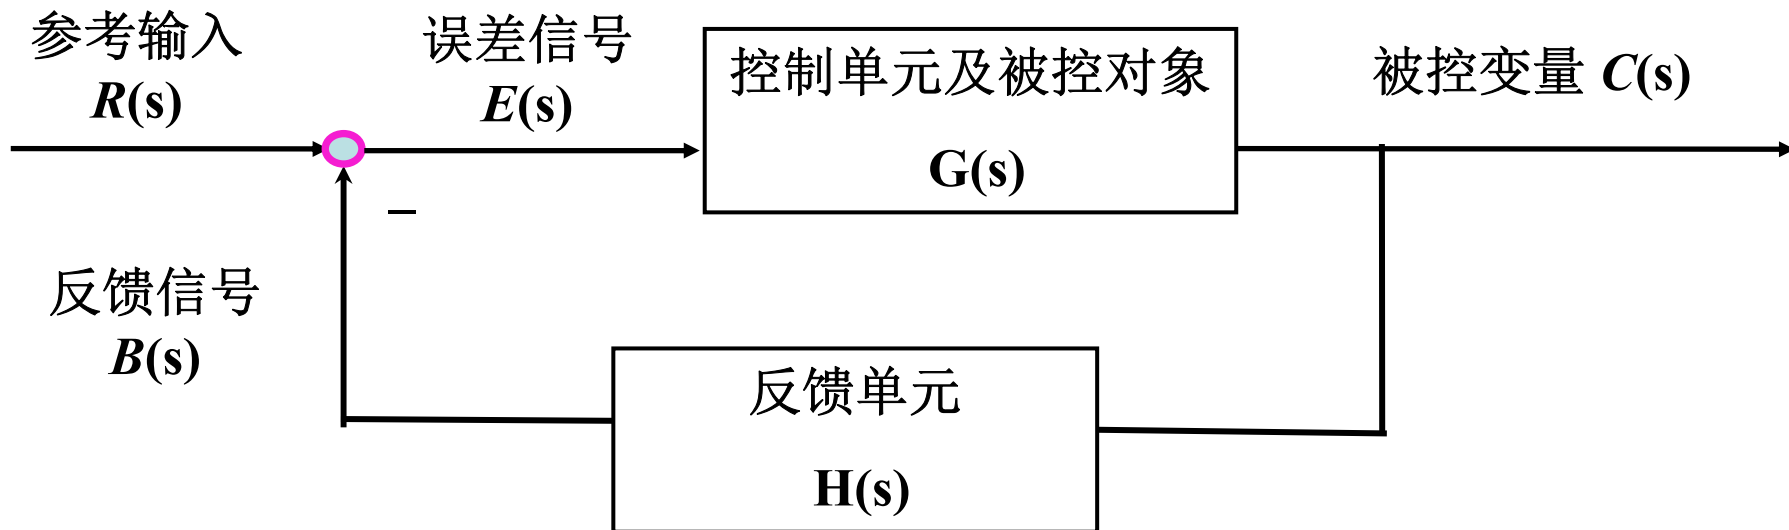 参考输入
R(s)
误差信号
E(s)
控制单元及被控对象
G(s)
被控变量 C(s)
–
反馈信号
B(s)
反馈单元
H(s)